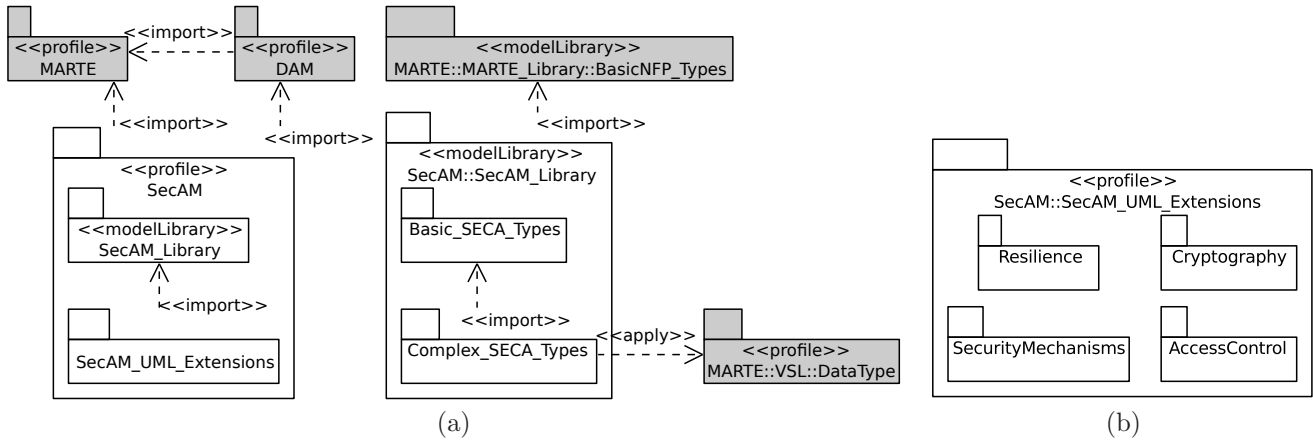 <<import>>
<<profile>>
MARTE
<<profile>>
DAM
<<modelLibrary>>
MARTE::MARTE_Library::BasicNFP_Types
<<import>>
<<import>>
<<import>>
<<profile>>
SecAM
<<modelLibrary>>
SecAM_Library
<<import>>
SecAM_UML_Extensions
<<modelLibrary>>
SecAM::SecAM_Library
Basic_SECA_Types
<<import>>
Complex_SECA_Types
<<apply>>
<<profile>>
MARTE::VSL::DataType
(a)
<<profile>>
SecAM::SecAM_UML_Extensions
Resilience
Cryptography
SecurityMechanisms
AccessControl
(b)